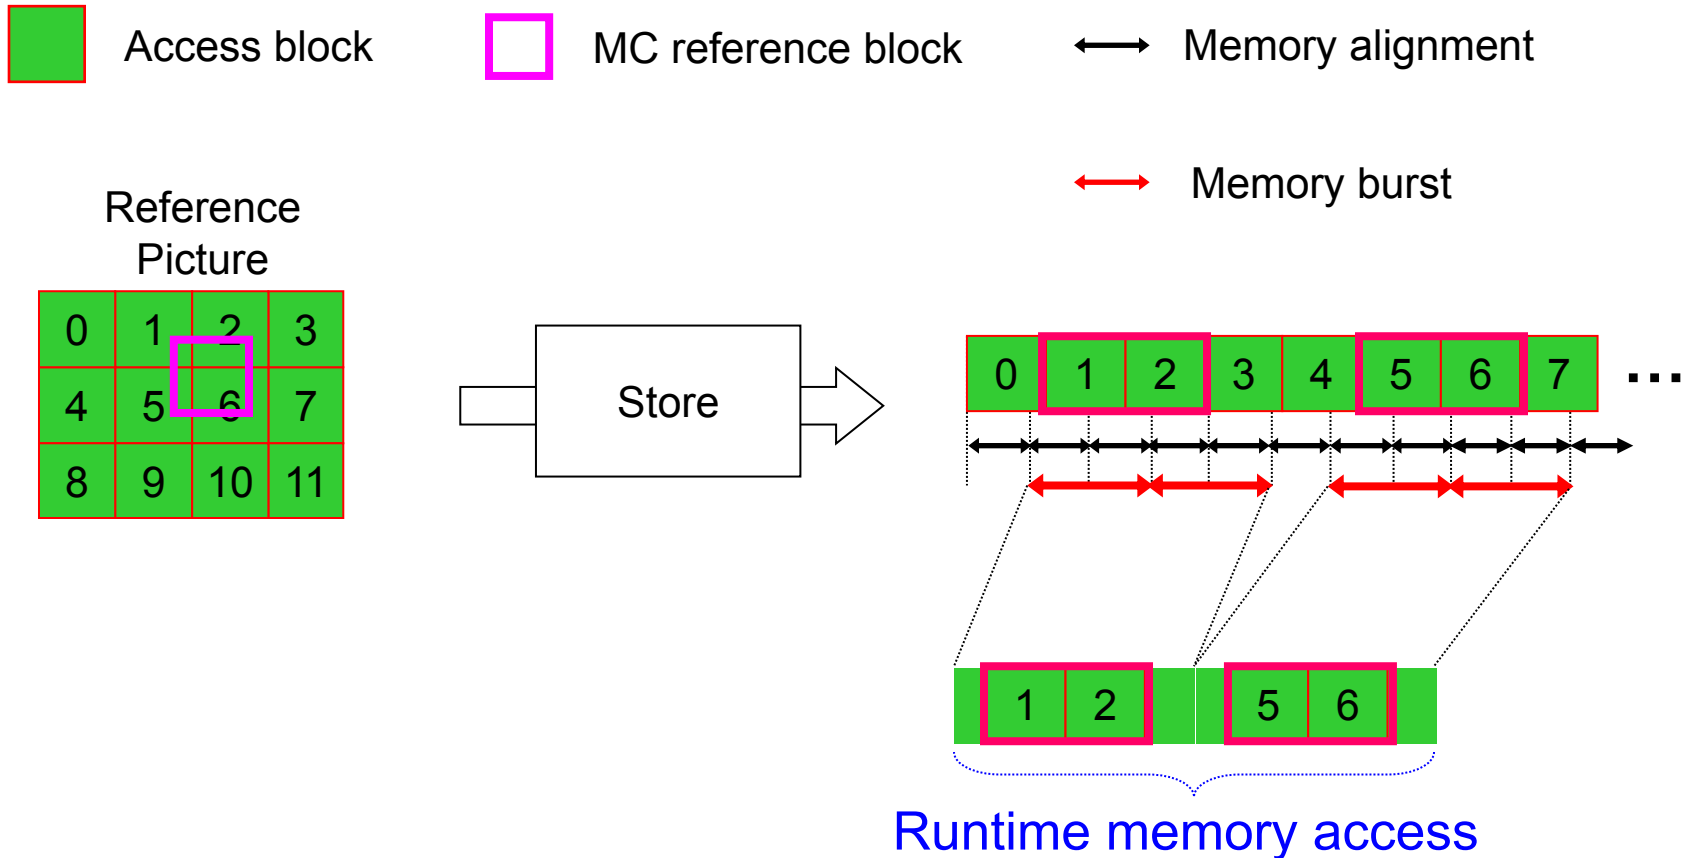 Access block
MC reference block
Memory alignment
Memory burst
Reference
Picture
0 1 2 3
4 5 6 7
8 9 10 11
Store
0 1 2 3 4 5 6 7 ...
1 2 5 6
Runtime memory access